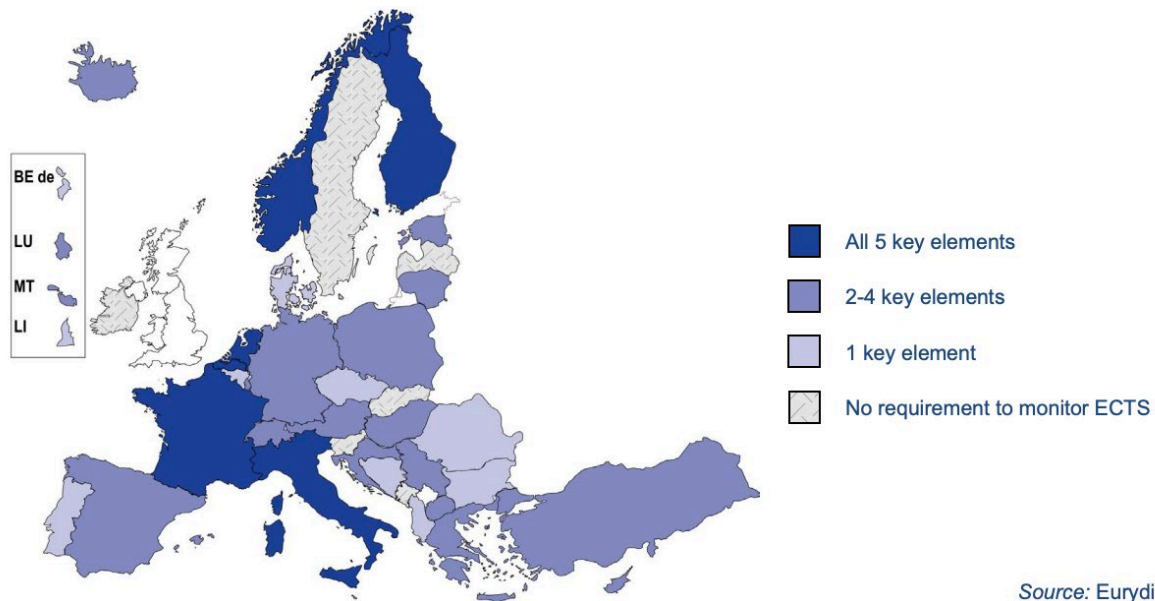 BE de
LU
MT
LI
All 5 key elements
2-4 key elements
1 key element
No requirement to monitor ECTS
Source: Eurydi